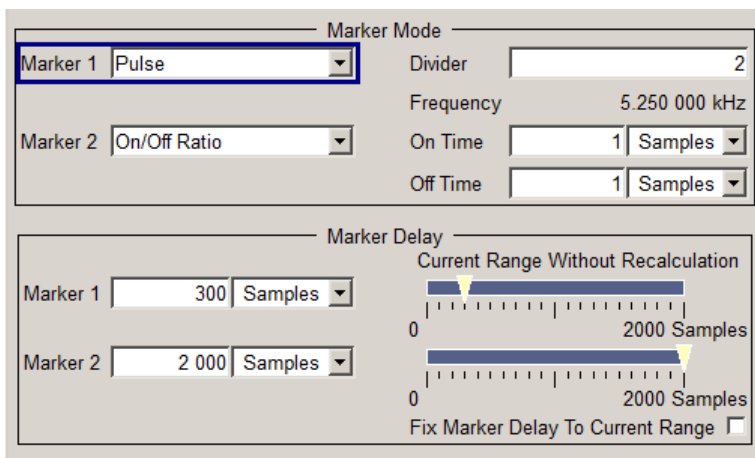 Marker Mode
Marker 1 Pulse Divider 2
Frequency 5.250 000 kHz
Marker 2 On/Off Ratio On Time 1 Samples
Off Time 1 Samples
Marker Delay
Current Range Without Recalculation
Marker 1 300 Samples
0 2000 Samples
Marker 2 2 000 Samples
0 2000 Samples
Fix Marker Delay To Current Range